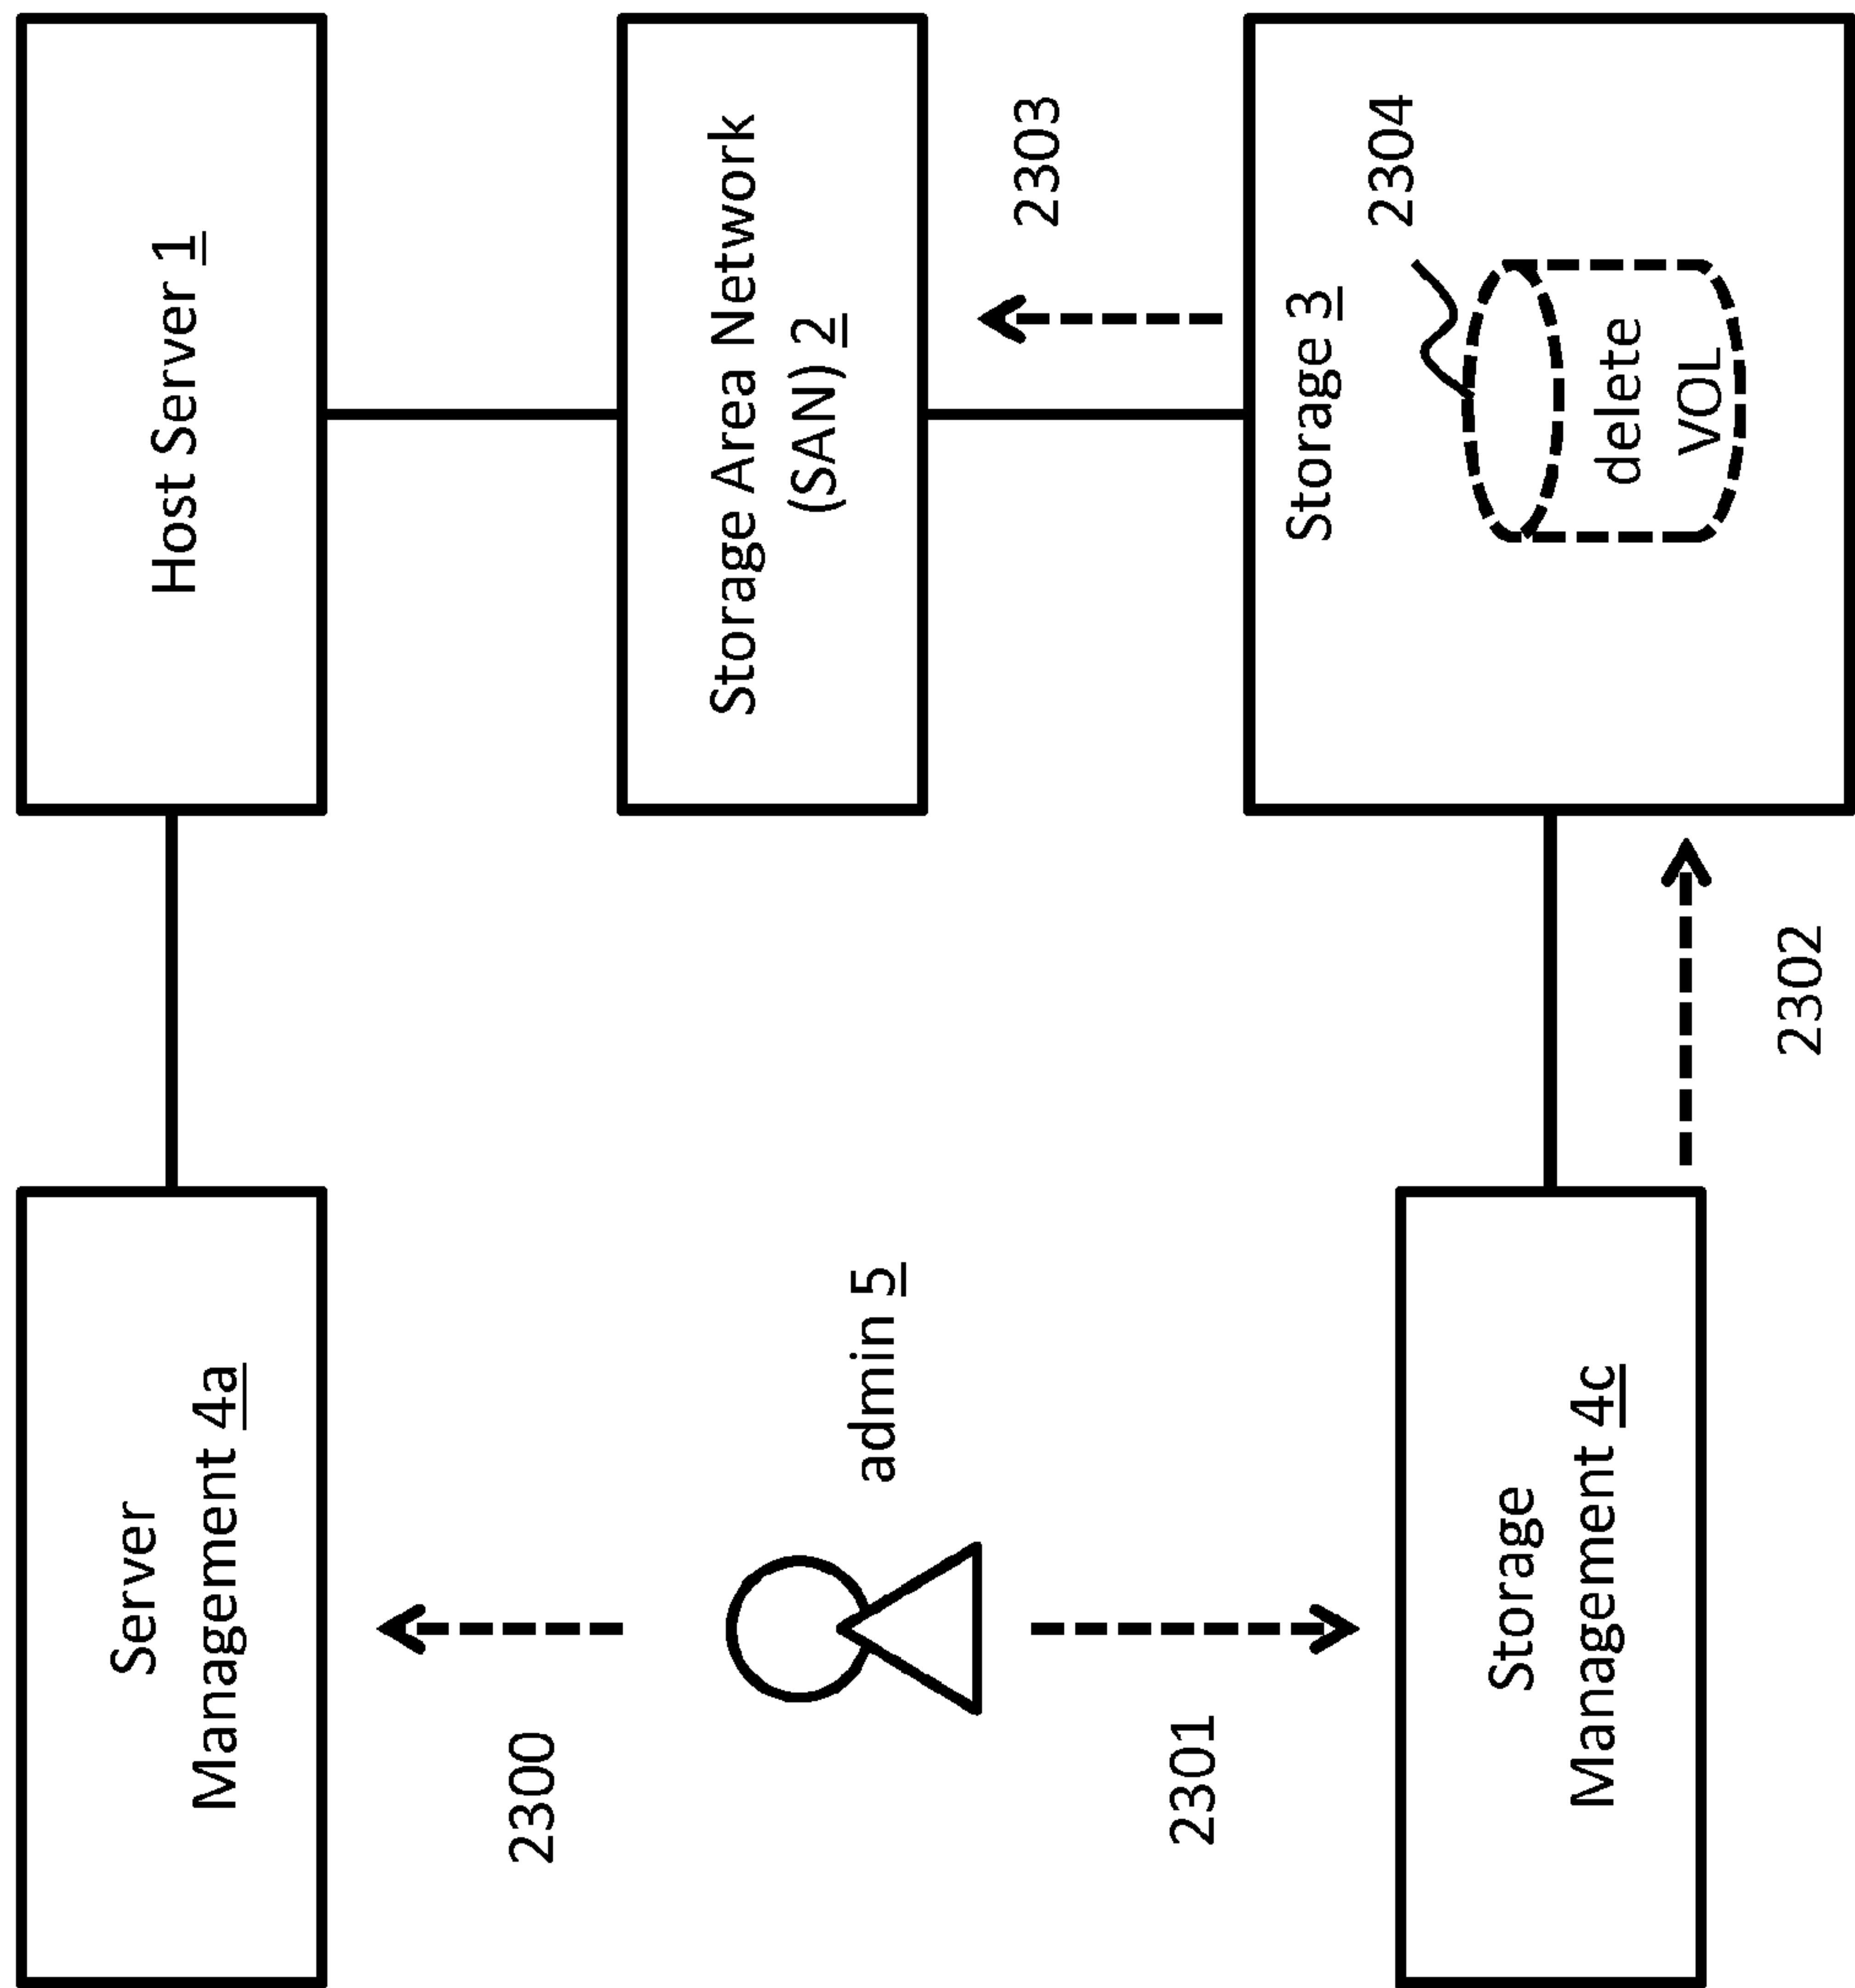 Server
Management 4a
Host Server 1
2300
admin 5
Storage Area Network
(SAN) 2
2301
2303
Storage
Management 4c
2302
Storage 3
2304
delete
VOL